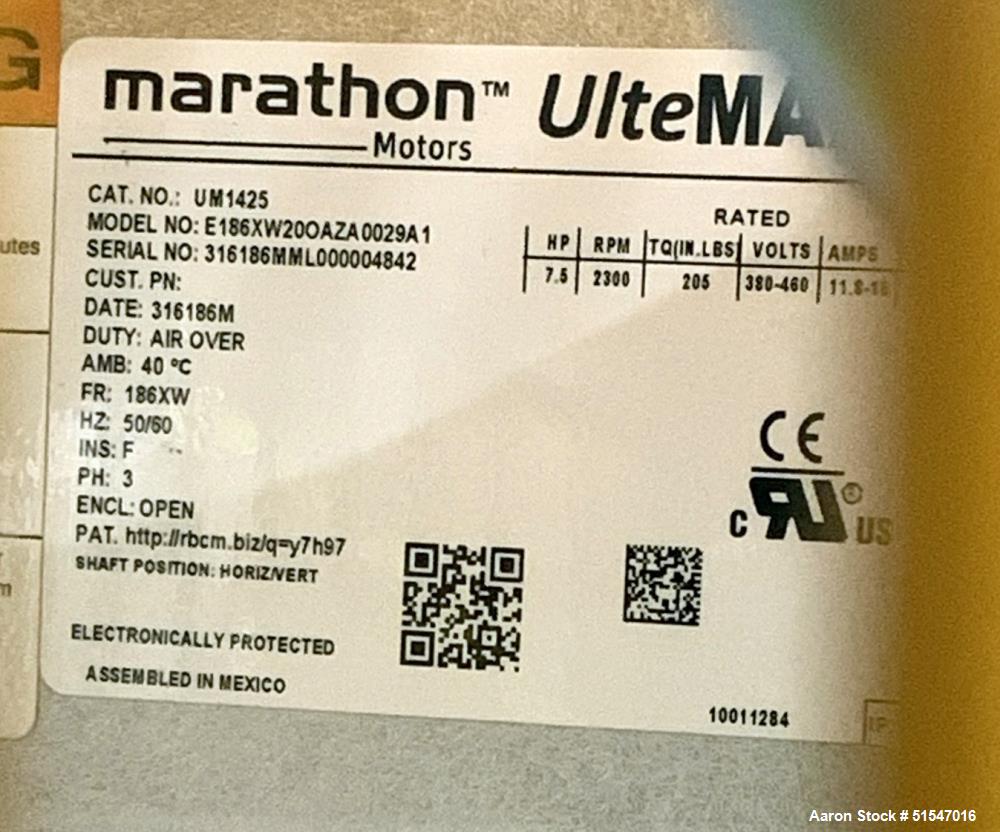 G
marathon™ UlteMA
Motors
CAT. NO.: UM1425
MODEL NO: E186XW20OAZA0029A1
SERIAL NO: 316186MML000004842
CUST. PN:
DATE: 316186M
DUTY: AIR OVER
AMB: 40 ºC
FR: 186XW
HZ: 50/60
INS: F
PH: 3
ENCL: OPEN
PAT. http://rbcm.biz/q=y7h97
SHAFT POSITION: HORIZ/VERT
ELECTRONICALLY PROTECTED
ASSEMBLED IN MEXICO
RATED
HP RPM TQ(IN.LBS) VOLTS AMPS
7.5 2300 205 380-460
CE
C RU® US
10011284
utes
Aaron Stock # 51547016